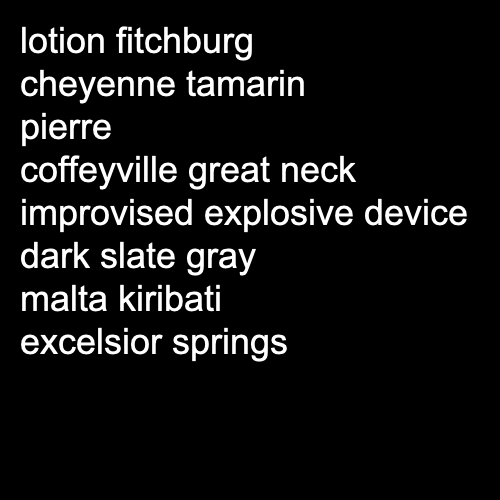 lotion fitchburg
cheyenne tamarin
pierre
coffeyville great neck
improvised explosive device
dark slate gray
malta kiribati
excelsior springs